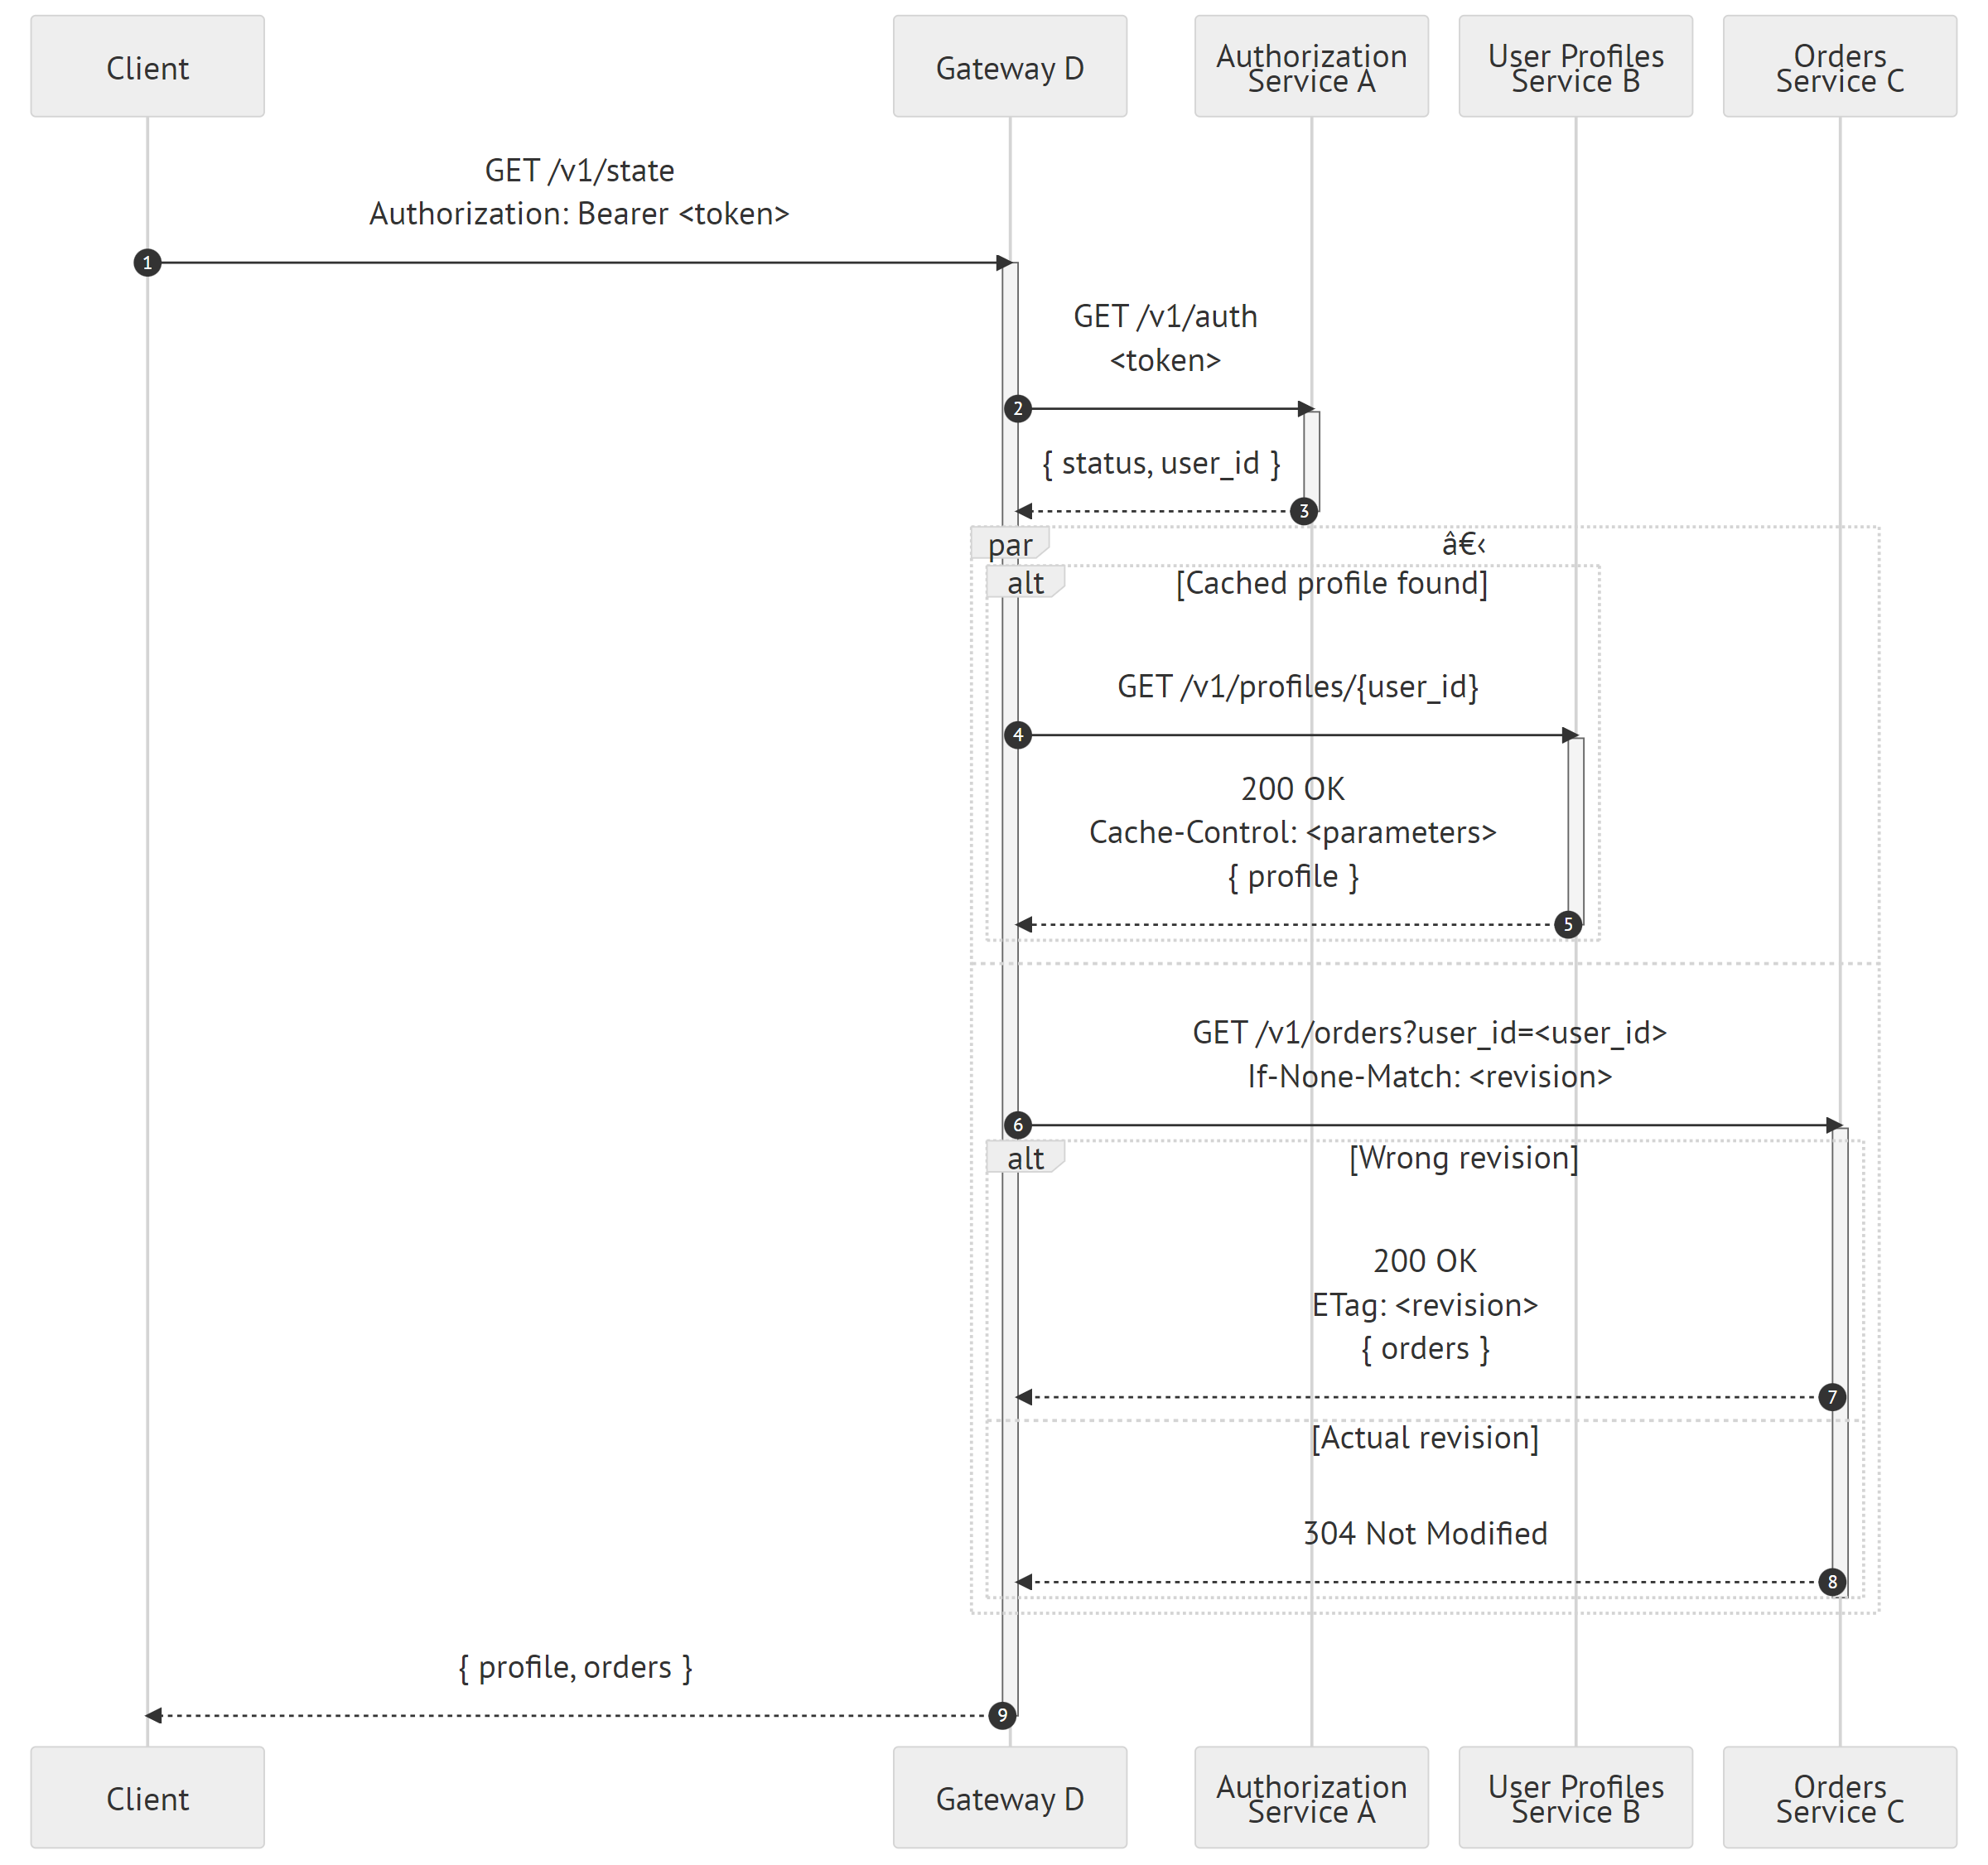 Client
Gateway D
Authorization
Service A
User Profiles
Service B
Orders
Service C
GET /v1/state
Authorization: Bearer <token>
1
GET /v1/auth
<token>
2
{ status, user_id }
3
par
â€‹
alt
[Cached profile found]
GET /v1/profiles/{user_id}
4
200 OK
Cache-Control: <parameters>
{ profile }
5
GET /v1/orders?user_id=<user_id>
If-None-Match: <revision>
6
alt
[Wrong revision]
200 OK
ETag: <revision>
{ orders }
7
[Actual revision]
304 Not Modified
8
{ profile, orders }
9
Client
Gateway D
Authorization
Service A
User Profiles
Service B
Orders
Service C